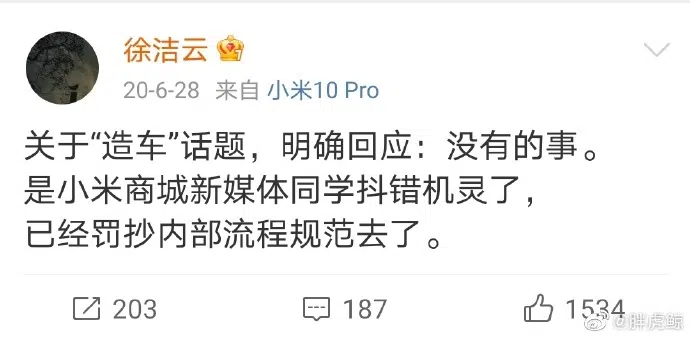 徐洁云
20-6-28 来自 小米10 Pro
关于“造车”话题，明确回应：没有的事。
是小米商城新媒体同学抖错机灵了，
已经罚抄内部流程规范去了。
203 187 1534
@胖虎鲸